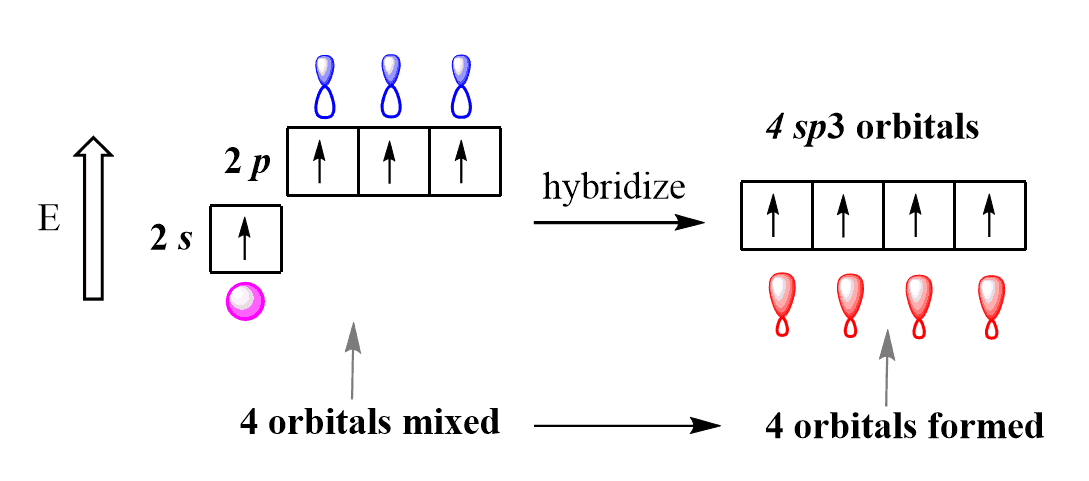 4 sp3 orbitals
2 p
hybridize
E
2 s
4 orbitals mixed
4 orbitals formed